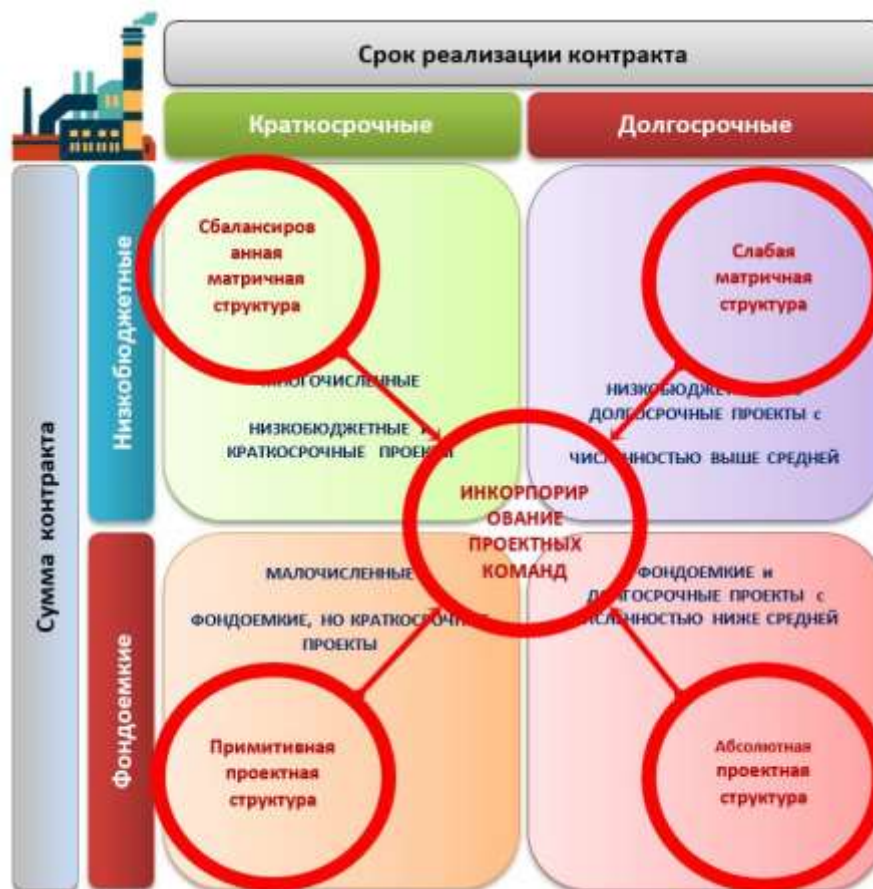 Срок реализации контракта
Краткосрочные
Долгосрочные
Сумма контракта
Низкобюджетные
Фондоемкие
Сбалансиров
анная
матричная
структура
МНОГОЧИСЛЕННЫЕ
НИЗКОБЮДЖЕТНЫЕ И
КРАТКОСРОЧНЫЕ ПРОЕКТЫ
Слабая
матричная
структура
ДОЛГОСРОЧНЫЕ ПРОЕКТЫ с
ЧИСЛЕННОСТЬЮ ВЫШЕ СРЕДНЕЙ
ИНКОРПОРИР
ОВАНИЕ
ПРОЕКТНЫХ
КОМАНД
МАЛОЧИСЛЕННЫЕ
ФОНДОЕМКИЕ, НО КРАТКОСРОЧНЫЕ
ПРОЕКТЫ
Примитивная
проектная
структура
ФОНДОЕМКИЕ и
ДОЛГОСРОЧНЫЕ ПРОЕКТЫ с
ЧИСЛЕННОСТЬЮ НИЖЕ СРЕДНЕЙ
Абсолютная
проектная
структура